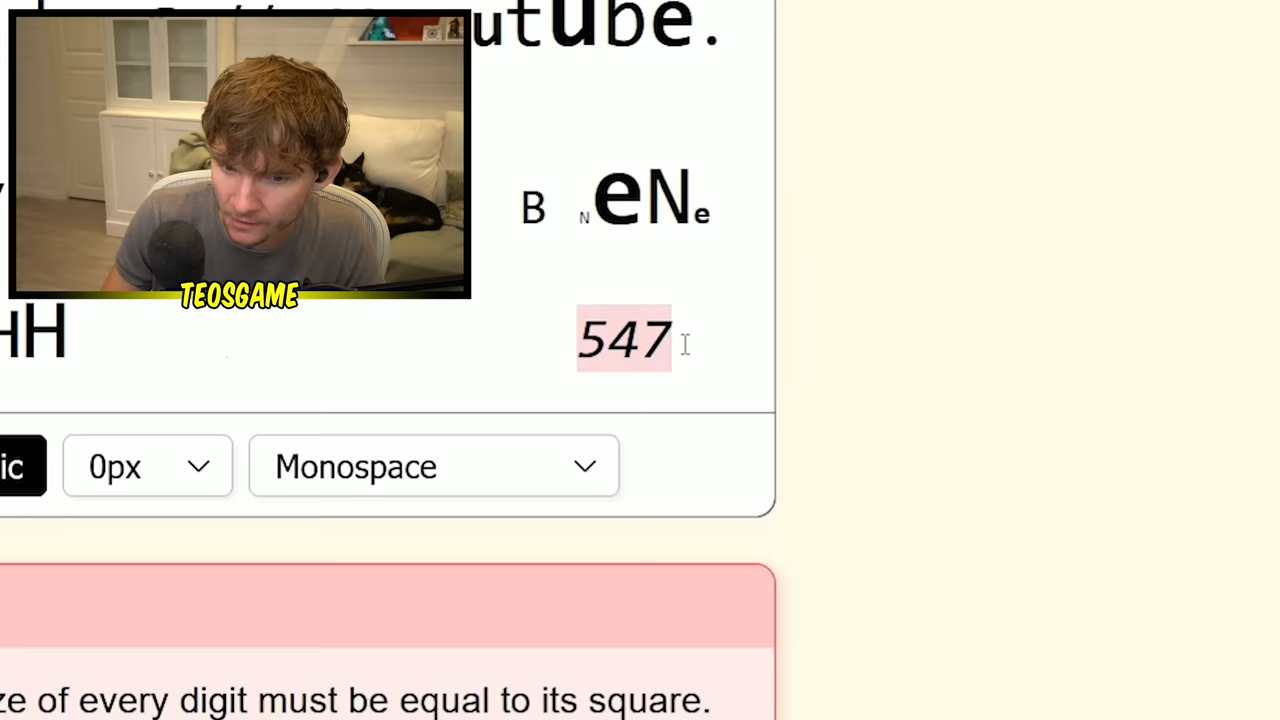 utube.
B NeNe
TEOSGAME
HH 547
ic 0px Monospace
ze of every digit must be equal to its square.